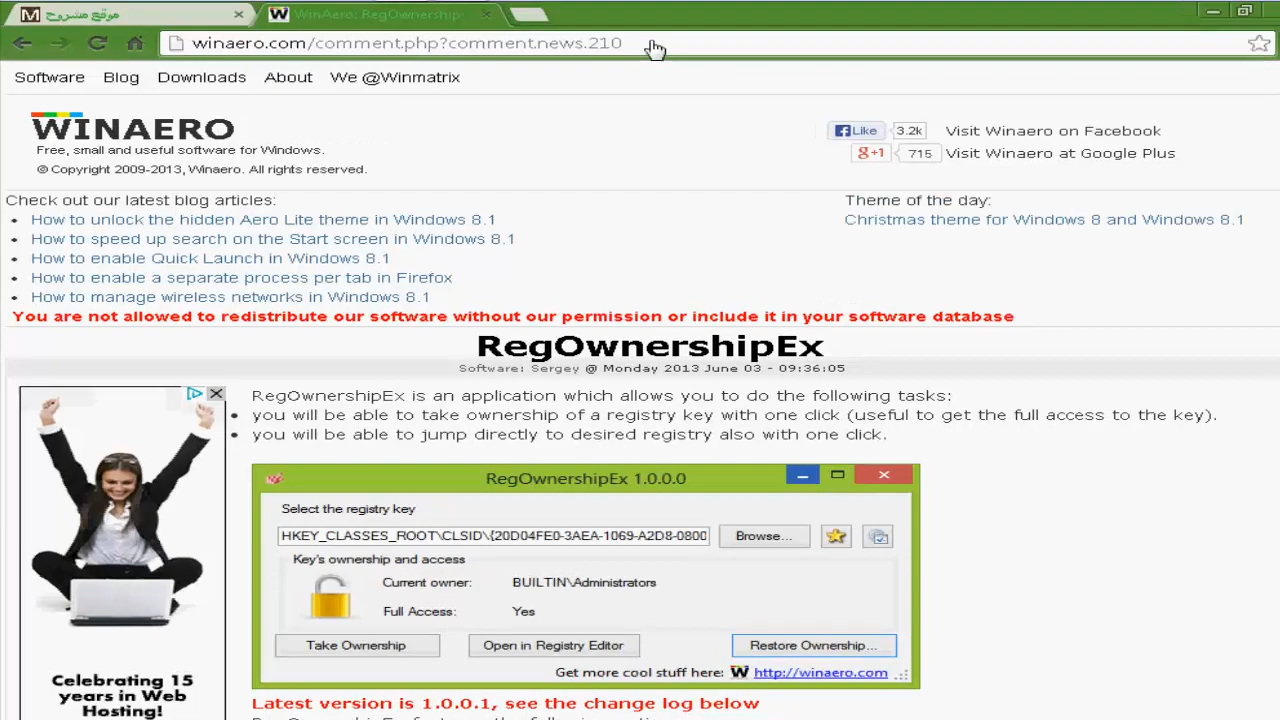 موقع مشروح
WinAero: RegOwnership
winaero.com/comment.php?comment.news.210
Software Blog Downloads About We @Winmatrix
WINAERO
Free, small and useful software for Windows.
© Copyright 2009-2013, Winaero. All rights reserved.
Like 3.2k Visit Winaero on Facebook
g+1 715 Visit Winaero at Google Plus
Check out our latest blog articles:
• How to unlock the hidden Aero Lite theme in Windows 8.1
• How to speed up search on the Start screen in Windows 8.1
• How to enable Quick Launch in Windows 8.1
• How to enable a separate process per tab in Firefox
• How to manage wireless networks in Windows 8.1
Theme of the day:
Christmas theme for Windows 8 and Windows 8.1
You are not allowed to redistribute our software without our permission or include it in your software database
RegOwnershipEx
Software: Sergey @ Monday 2013 June 03 - 09:36:05
RegOwnershipEx is an application which allows you to do the following tasks:
• you will be able to take ownership of a registry key with one click (useful to get the full access to the key).
• you will be able to jump directly to desired registry also with one click.
RegOwnershipEx 1.0.0.0
Select the registry key
HKEY_CLASSES_ROOT\CLSID\{20D04FE0-3AEA-1069-A2D8-0800
Browse...
Key's ownership and access
Current owner: BUILTIN\Administrators
Full Access: Yes
Take Ownership Open in Registry Editor Restore Ownership...
Get more cool stuff here: W http://winaero.com
Celebrating 15
years in Web
Hosting!
Latest version is 1.0.0.1, see the change log below